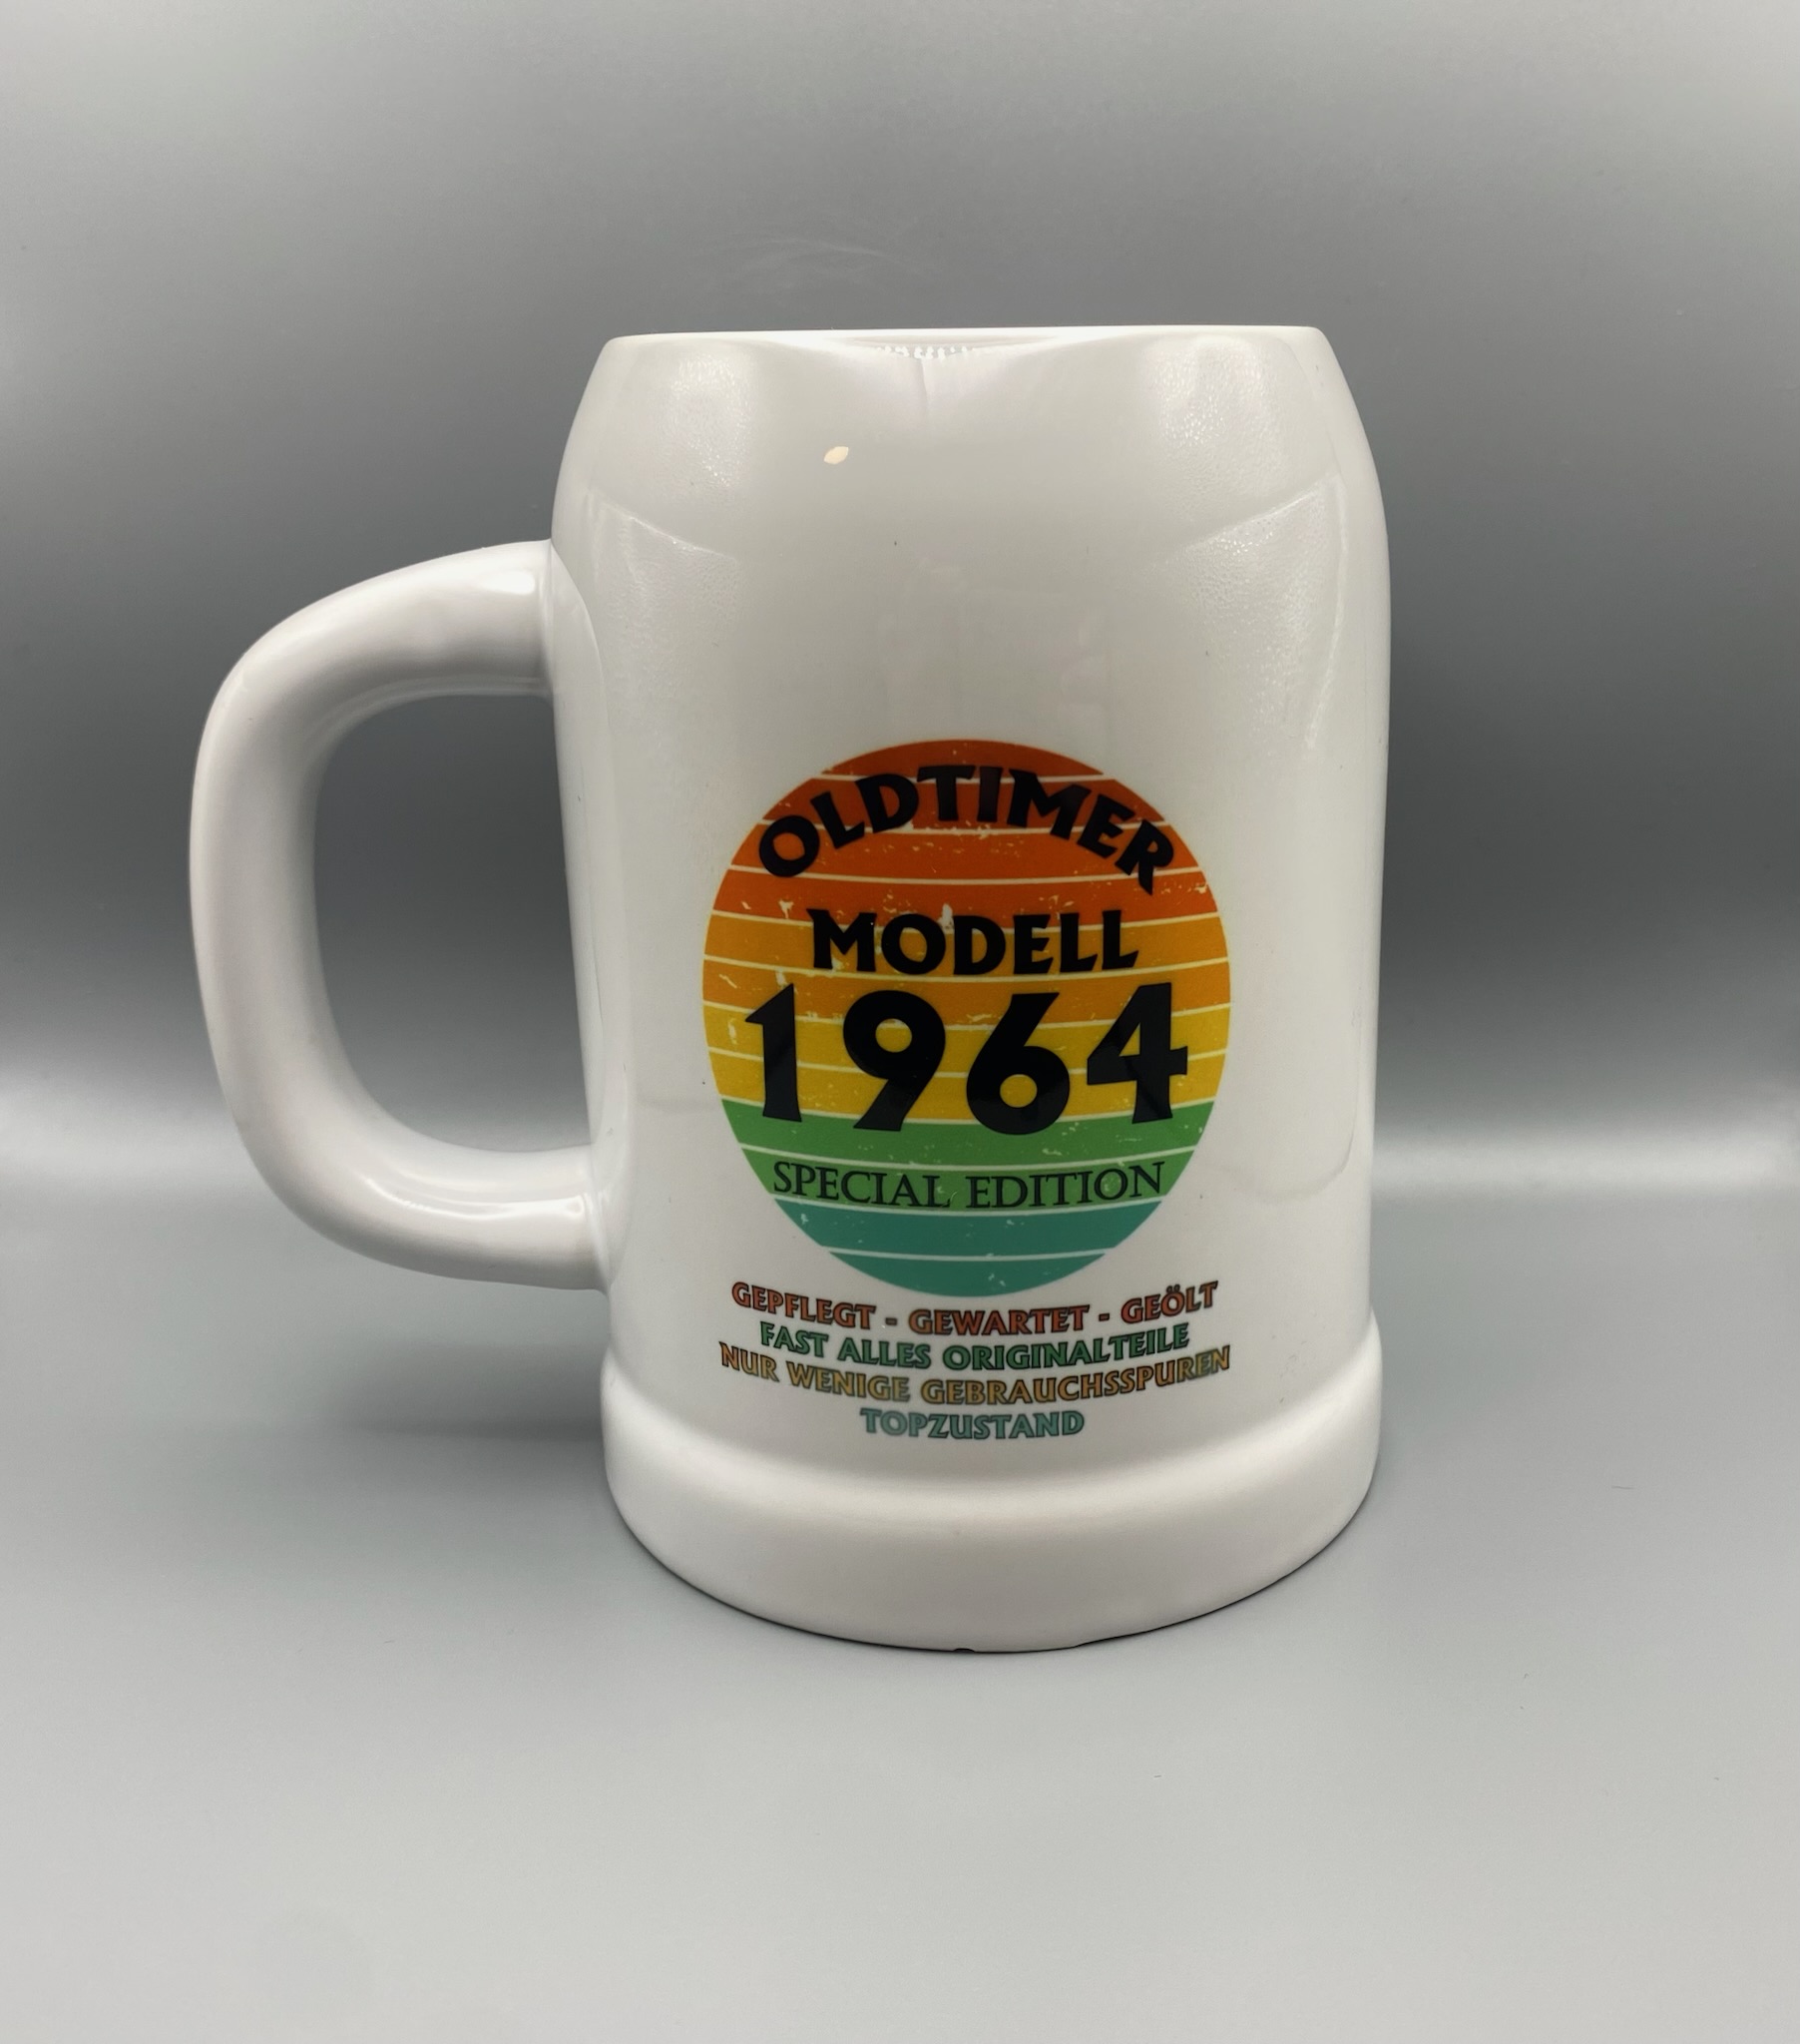 OLDTIMER
MODELL
1964
SPECIAL EDITION
GEPFLEGT - GEWARTET - GEÖLT
FAST ALLES ORIGINALTEILE
NUR WENIGE GEBRAUCHSSPUREN
TOPZUSTAND